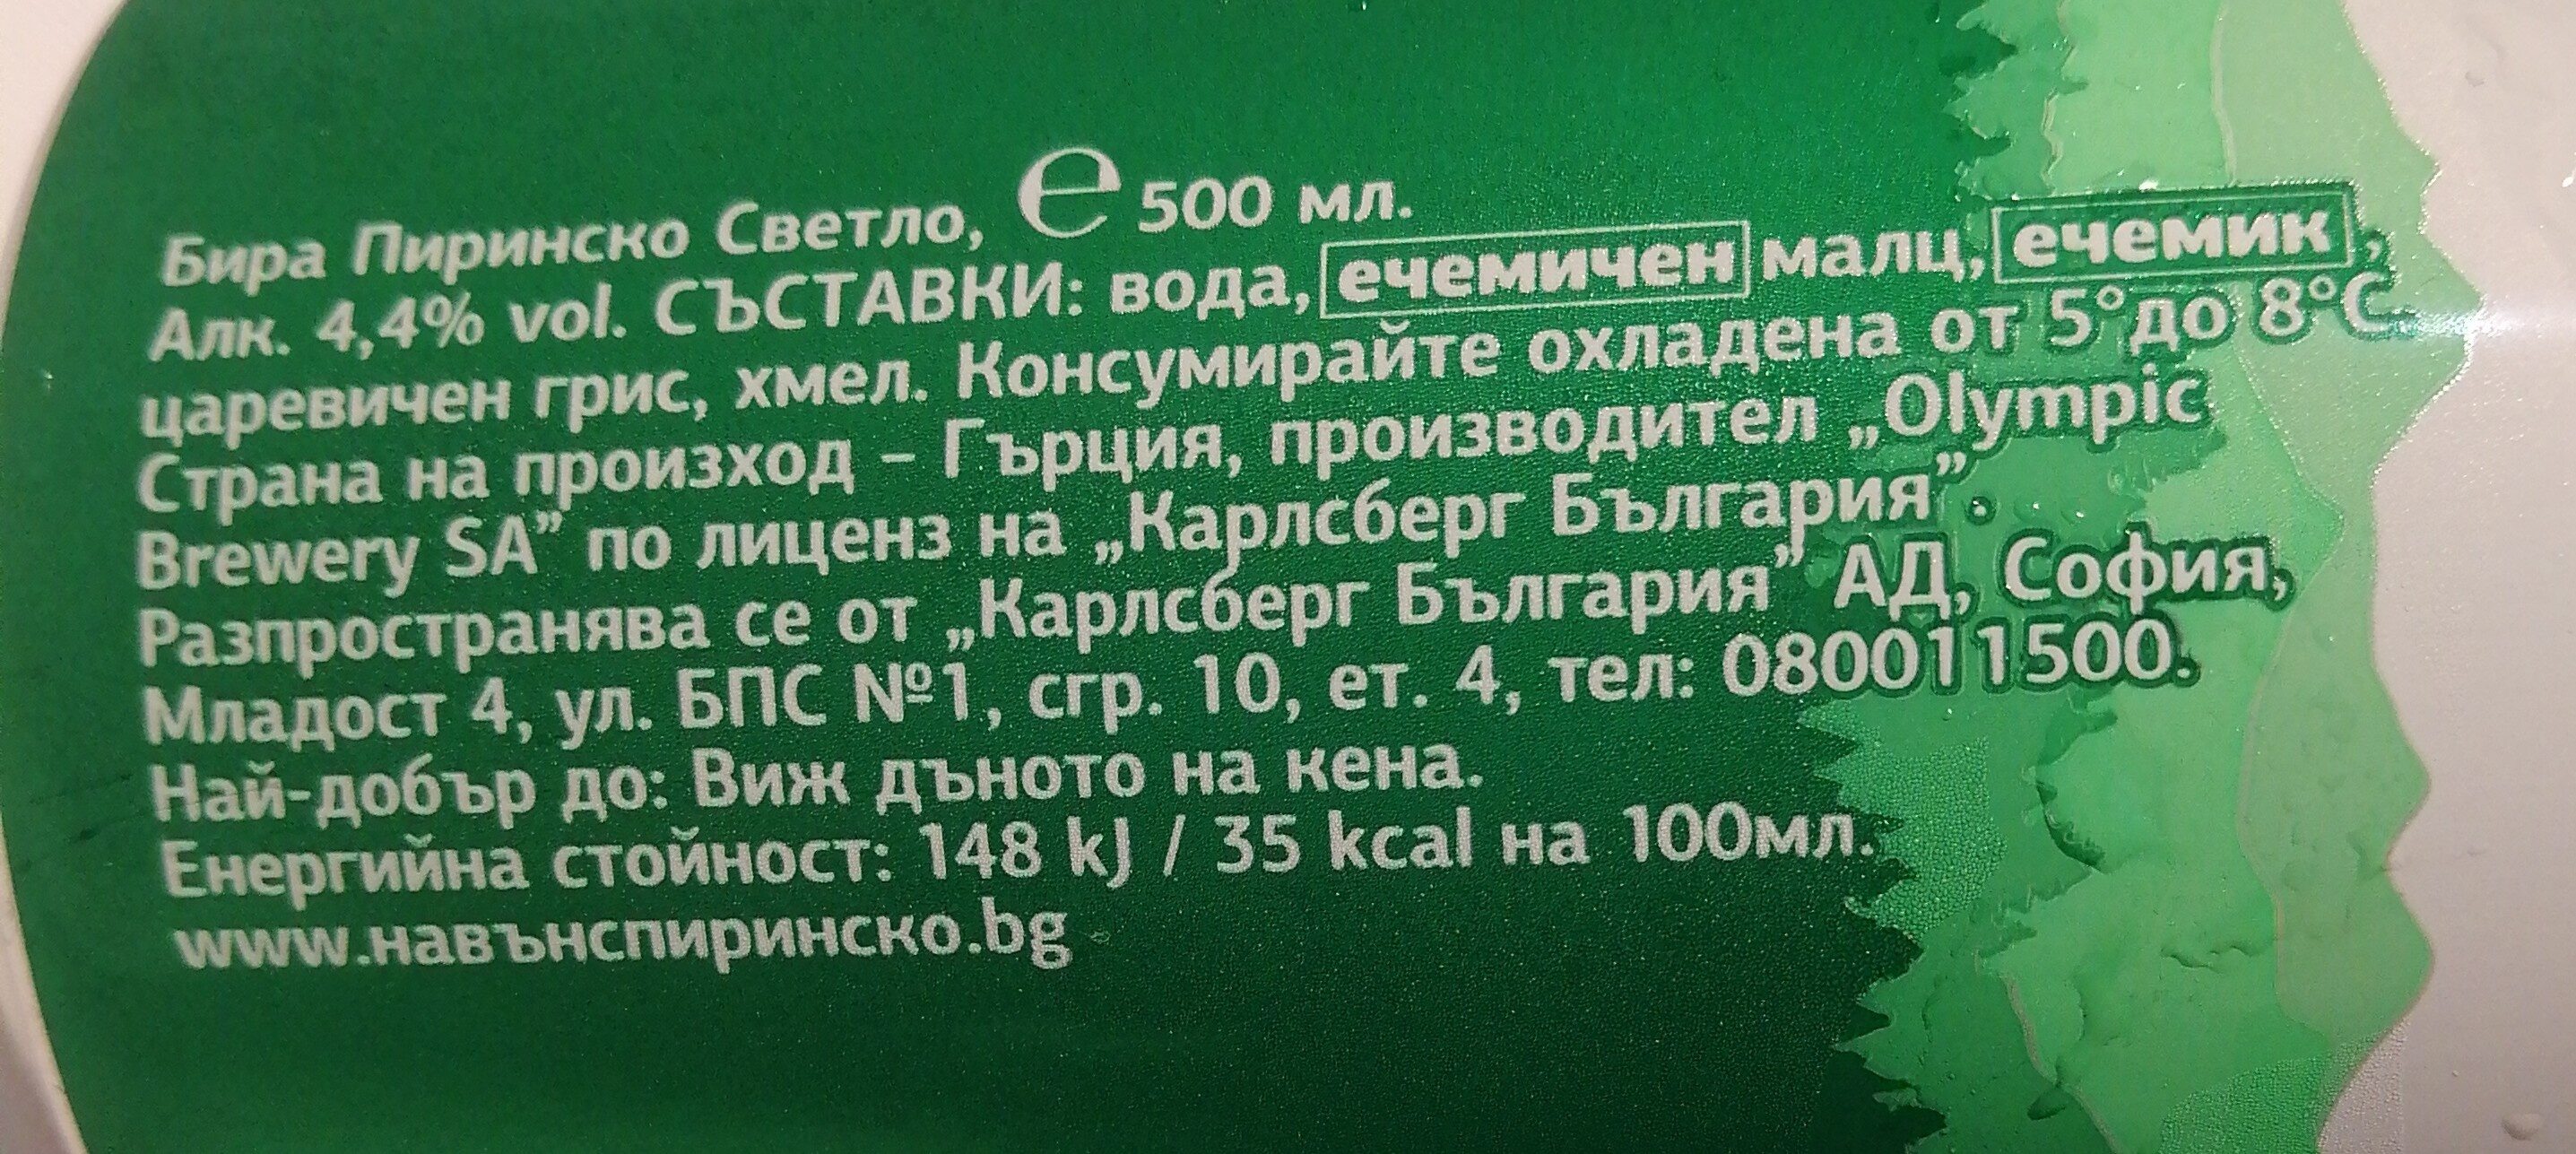 Бира Пиринско Светло, ℮ 500 мл.
Алк. 4,4% vol. СЪСТАВКИ: вода, ечемичен малц, ечемик,
царевичен грис, хмел. Консумирайте охладена от 5° до 8°C.
Страна на произход – Гърция, производител „Olympic
Brewery SA” по лиценз на „Карлсберг България”.
Разпространява се от „Карлсберг България” АД, София,
Младост 4, ул. БПС №1, сгр. 10, ет. 4, тел: 080011500.
Най-добър до: Виж дъното на кена.
Енергийна стойност: 148 kJ / 35 kcal на 100мл.
www.навънспиринско.bg